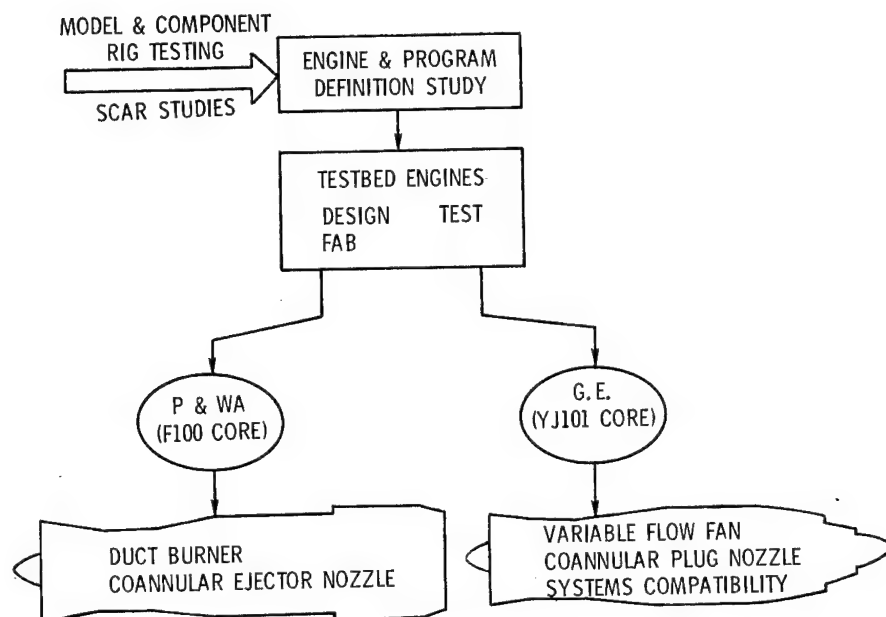 MODEL & COMPONENT
RIG TESTING
SCAR STUDIES
ENGINE & PROGRAM
DEFINITION STUDY
TESTBED ENGINES
DESIGN TEST
FAB
P & WA
(F100 CORE)
G.E.
(YJ101 CORE)
DUCT BURNER
COANNULAR EJECTOR NOZZLE
VARIABLE FLOW FAN
COANNULAR PLUG NOZZLE
SYSTEMS COMPATIBILITY